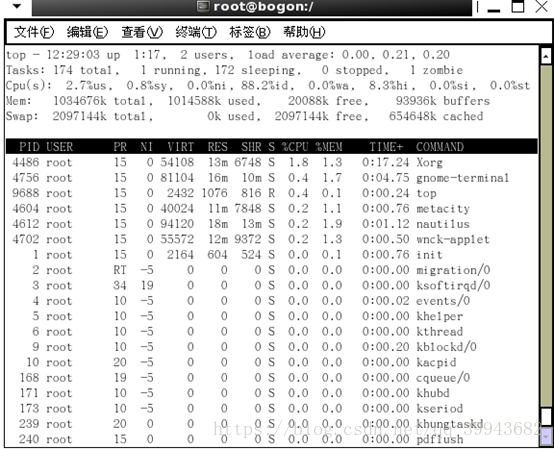 root@bogon:/
文件(F) 编辑(E) 查看(V) 终端(T) 标签(B) 帮助(H)
top - 12:29:03 up 1:17, 2 users, load average: 0.00, 0.21, 0.20
Tasks: 174 total, 1 running, 172 sleeping, 0 stopped, 1 zombie
Cpu(s): 2.7%us, 0.8%sy, 0.0%ni, 88.2%id, 0.0%wa, 8.3%hi, 0.0%si, 0.0%st
Mem: 1034676k total, 1014588k used, 20088k free, 93936k buffers
Swap: 2097144k total, 0k used, 2097144k free, 654648k cached
PID USER PR NI VIRT RES SHR S %CPU %MEM TIME+ COMMAND
4486 root 15 0 54108 13m 6748 S 1.8 1.3 0:17.24 Xorg
4756 root 15 0 81104 16m 10m S 0.4 1.7 0:04.75 gnome-terminal
9688 root 15 0 2432 1076 816 R 0.4 0.1 0:00.24 top
4604 root 15 0 40024 11m 7848 S 0.2 1.1 0:00.76 metacity
4612 root 15 0 94120 18m 13m S 0.2 1.9 0:01.12 nautilus
4702 root 15 0 55572 12m 9372 S 0.2 1.3 0:00.50 wnck-applet
1 root 15 0 2164 604 524 S 0.0 0.1 0:00.76 init
2 root RT -5 0 0 0 S 0.0 0.0 0:00.00 migration/0
3 root 34 19 0 0 0 S 0.0 0.0 0:00.00 ksoftirqd/0
4 root 10 -5 0 0 0 S 0.0 0.0 0:00.02 events/0
5 root 10 -5 0 0 0 S 0.0 0.0 0:00.00 khelper
6 root 10 -5 0 0 0 S 0.0 0.0 0:00.00 kthread
9 root 10 -5 0 0 0 S 0.0 0.0 0:00.20 kblockd/0
10 root 20 -5 0 0 0 S 0.0 0.0 0:00.00 kacpid
168 root 19 -5 0 0 0 S 0.0 0.0 0:00.00 cqueue/0
171 root 10 -5 0 0 0 S 0.0 0.0 0:00.00 khubd
173 root 10 -5 0 0 0 S 0.0 0.0 0:00.00 kseriod
239 root 20 0 0 0 0 S 0.0 0.0 0:00.00 khungtaskd
240 root 15 0 0 0 0 S 0.0 0.0 0:00.00 pdflush